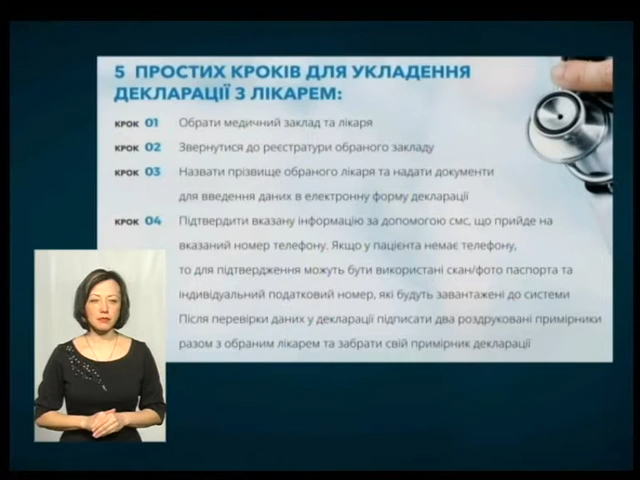 5 ПРОСТИХ КРОКІВ ДЛЯ УКЛАДЕННЯ
ДЕКЛАРАЦІЇ З ЛІКАРЕМ:
КРОК 01 Обрати медичний заклад та лікаря
КРОК 02 Звернутися до реєстратури обраного закладу
КРОК 03 Назвати прізвище обраного лікаря та надати документи
для введення даних в електронну форму декларації
КРОК 04 Підтвердити вказану інформацію за допомогою смс, що прийде на
вказаний номер телефону. Якщо у пацієнта немає телефону,
то для підтвердження можуть бути використані скан/фото паспорта та
індивідуальний податковий номер, які будуть завантажені до системи
Після перевірки даних у декларації підписати два роздруковані примірники
разом з обраним лікарем та забрати свій примірник декларації